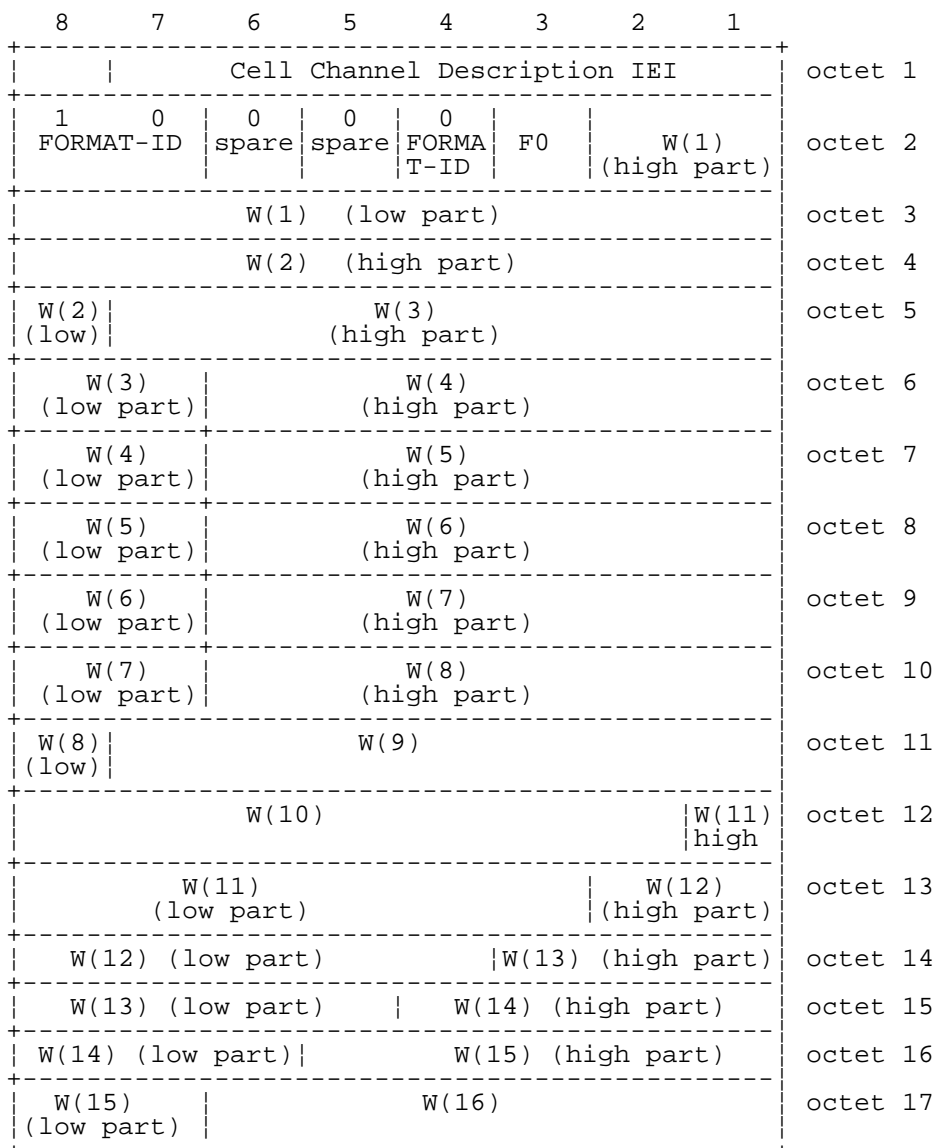 8 7 6 5 4 3 2 1
Cell Channel Description IEI octet 1
1 0 0 0 0
FORMAT-ID spare spare FORMA F0 W(1) octet 2
T-ID (high part)
W(1) (low part) octet 3
W(2) (high part) octet 4
W(2) W(3) octet 5
(low) (high part)
W(3) W(4) octet 6
(low part) (high part)
W(4) W(5) octet 7
(low part) (high part)
W(5) W(6) octet 8
(low part) (high part)
W(6) W(7) octet 9
(low part) (high part)
W(7) W(8) octet 10
(low part) (high part)
W(8) W(9) octet 11
(low)
W(10) W(11) octet 12
high
W(11) W(12) octet 13
(low part) (high part)
W(12) (low part) W(13) (high part) octet 14
W(13) (low part) W(14) (high part) octet 15
W(14) (low part) W(15) (high part) octet 16
W(15) W(16) octet 17
(low part)